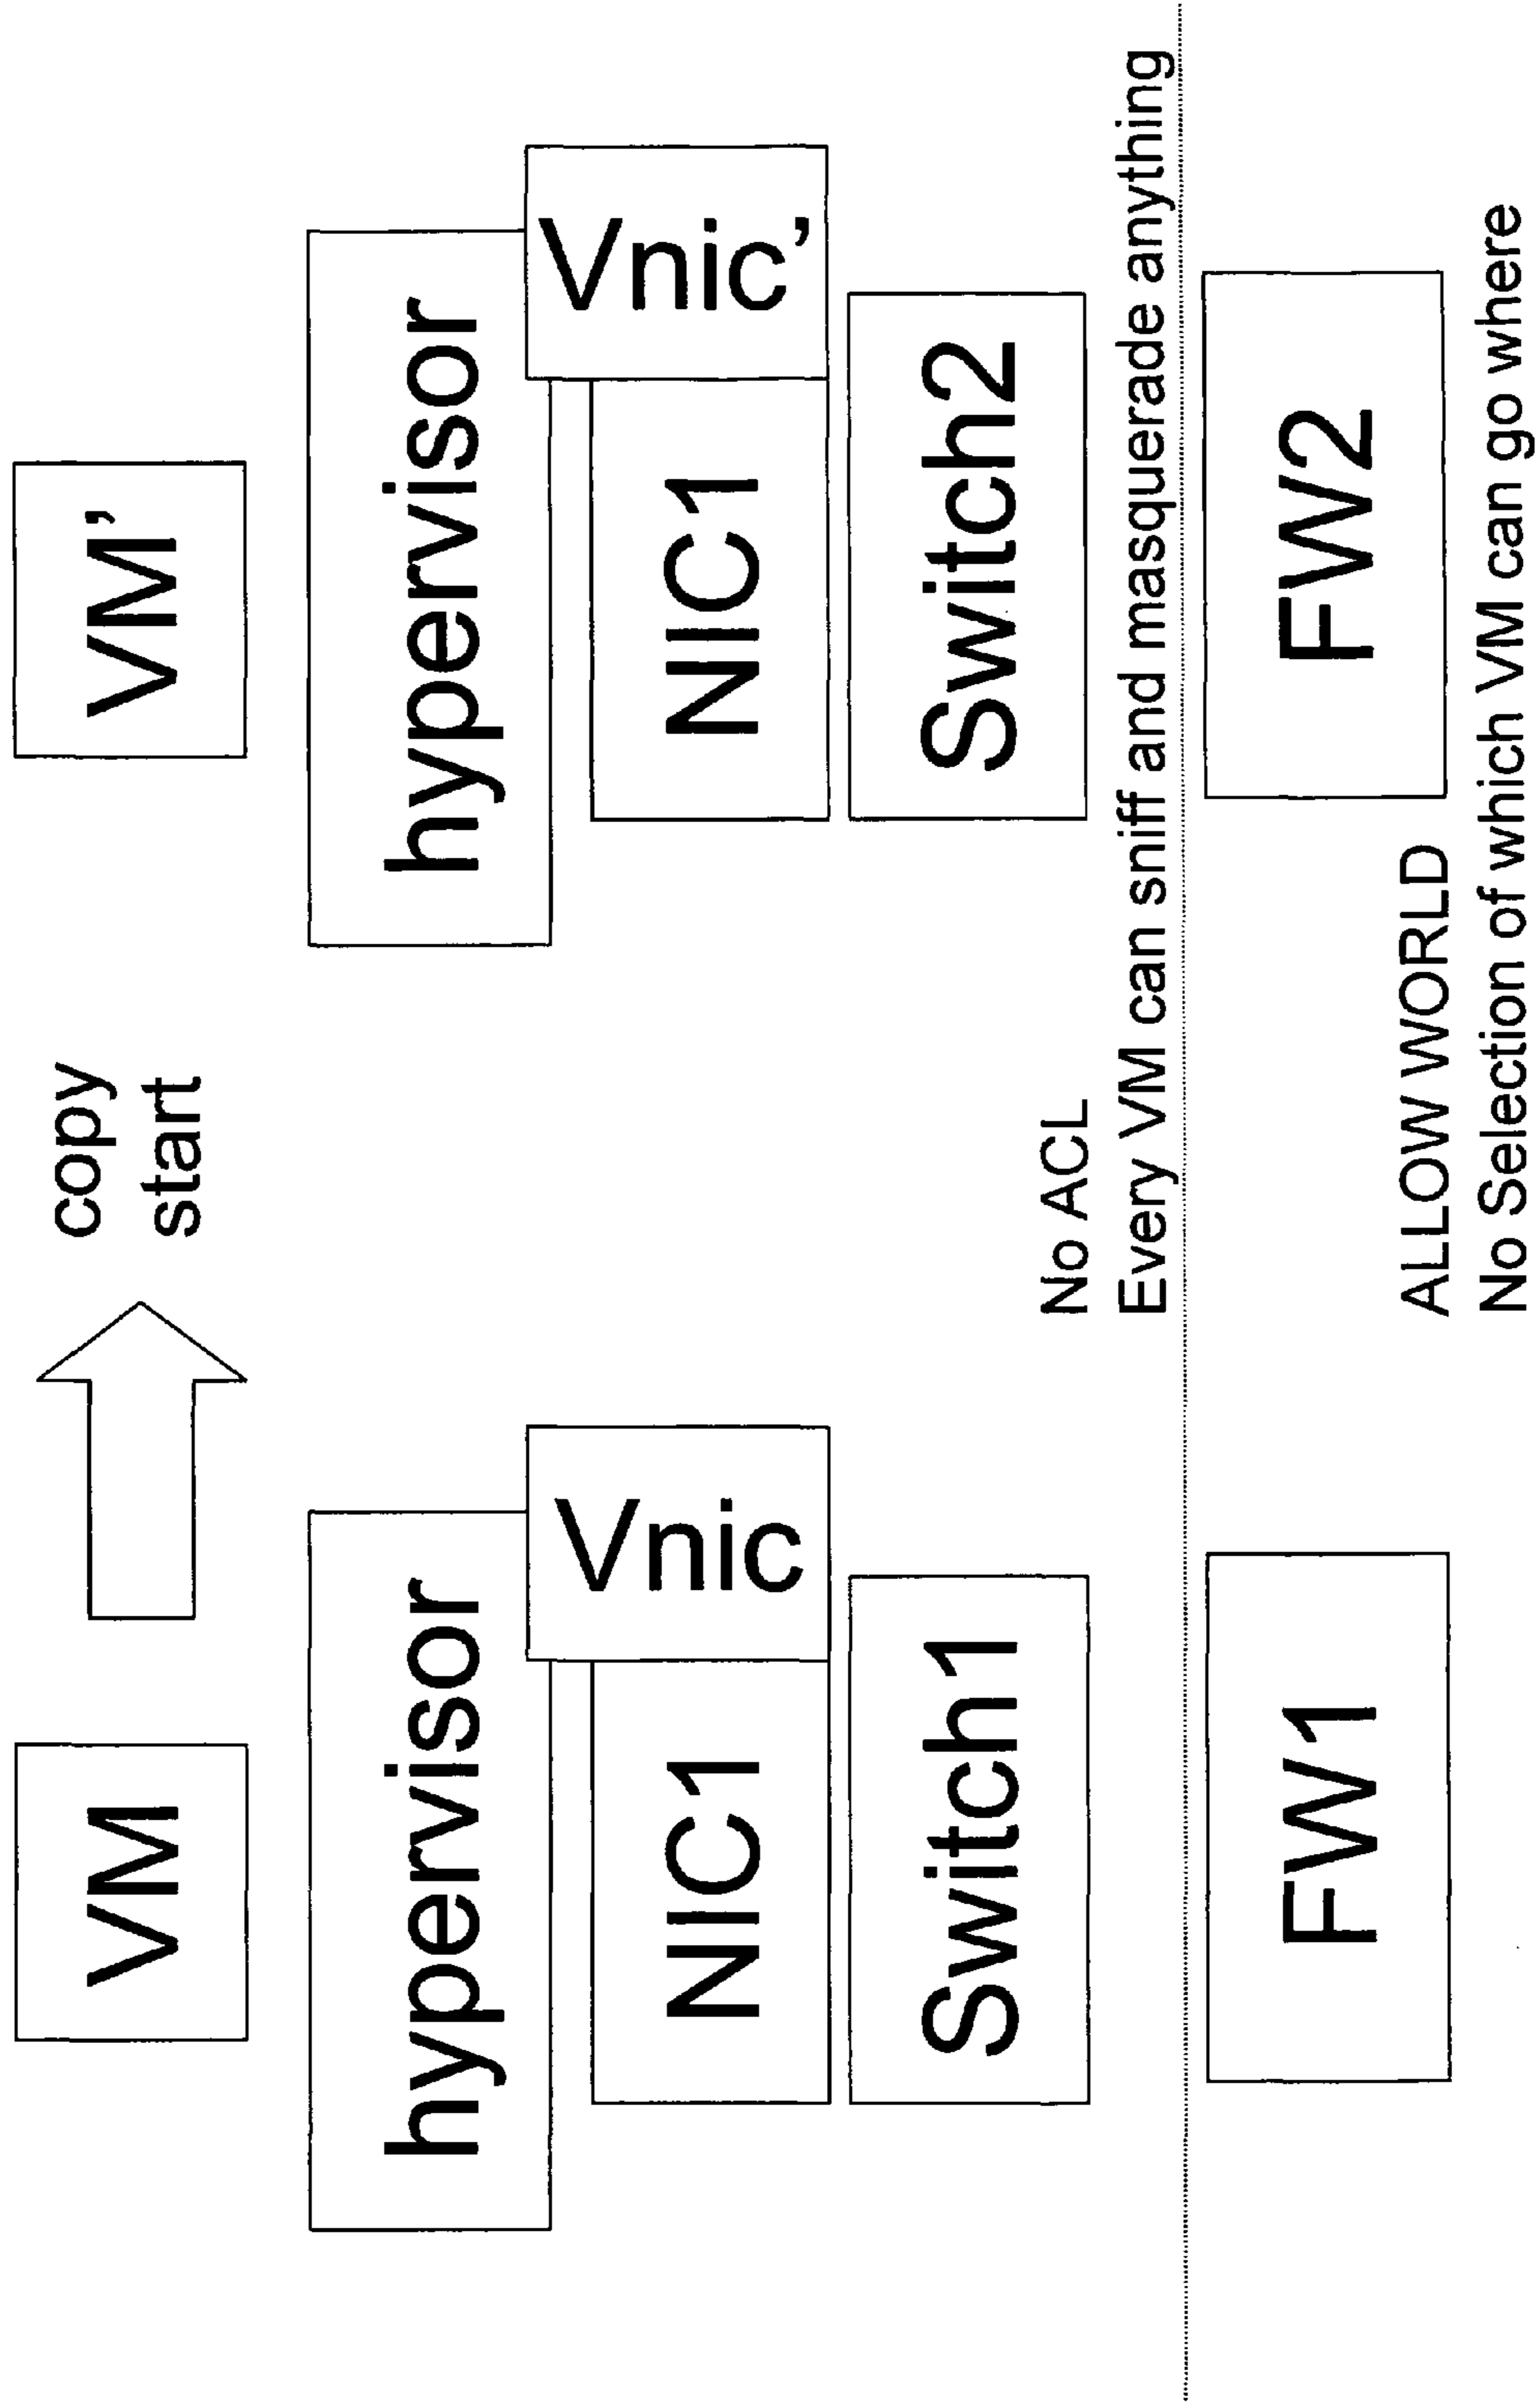 VM
copy
start
VM'
hypervisor
hypervisor
Vnic
Vnic'
NIC1
NIC1
Switch1
Switch2
No ACL
Every VM can sniff and masquerade anything
FW1
FW2
ALLOW WORLD
No Selection of which VM can go where